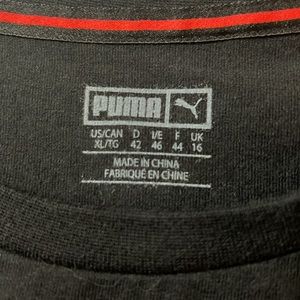 PUMA
US/CAN D I/E F UK
XL/TG 42 46 44 16
MADE IN CHINA
FABRIQUÉ EN CHINE